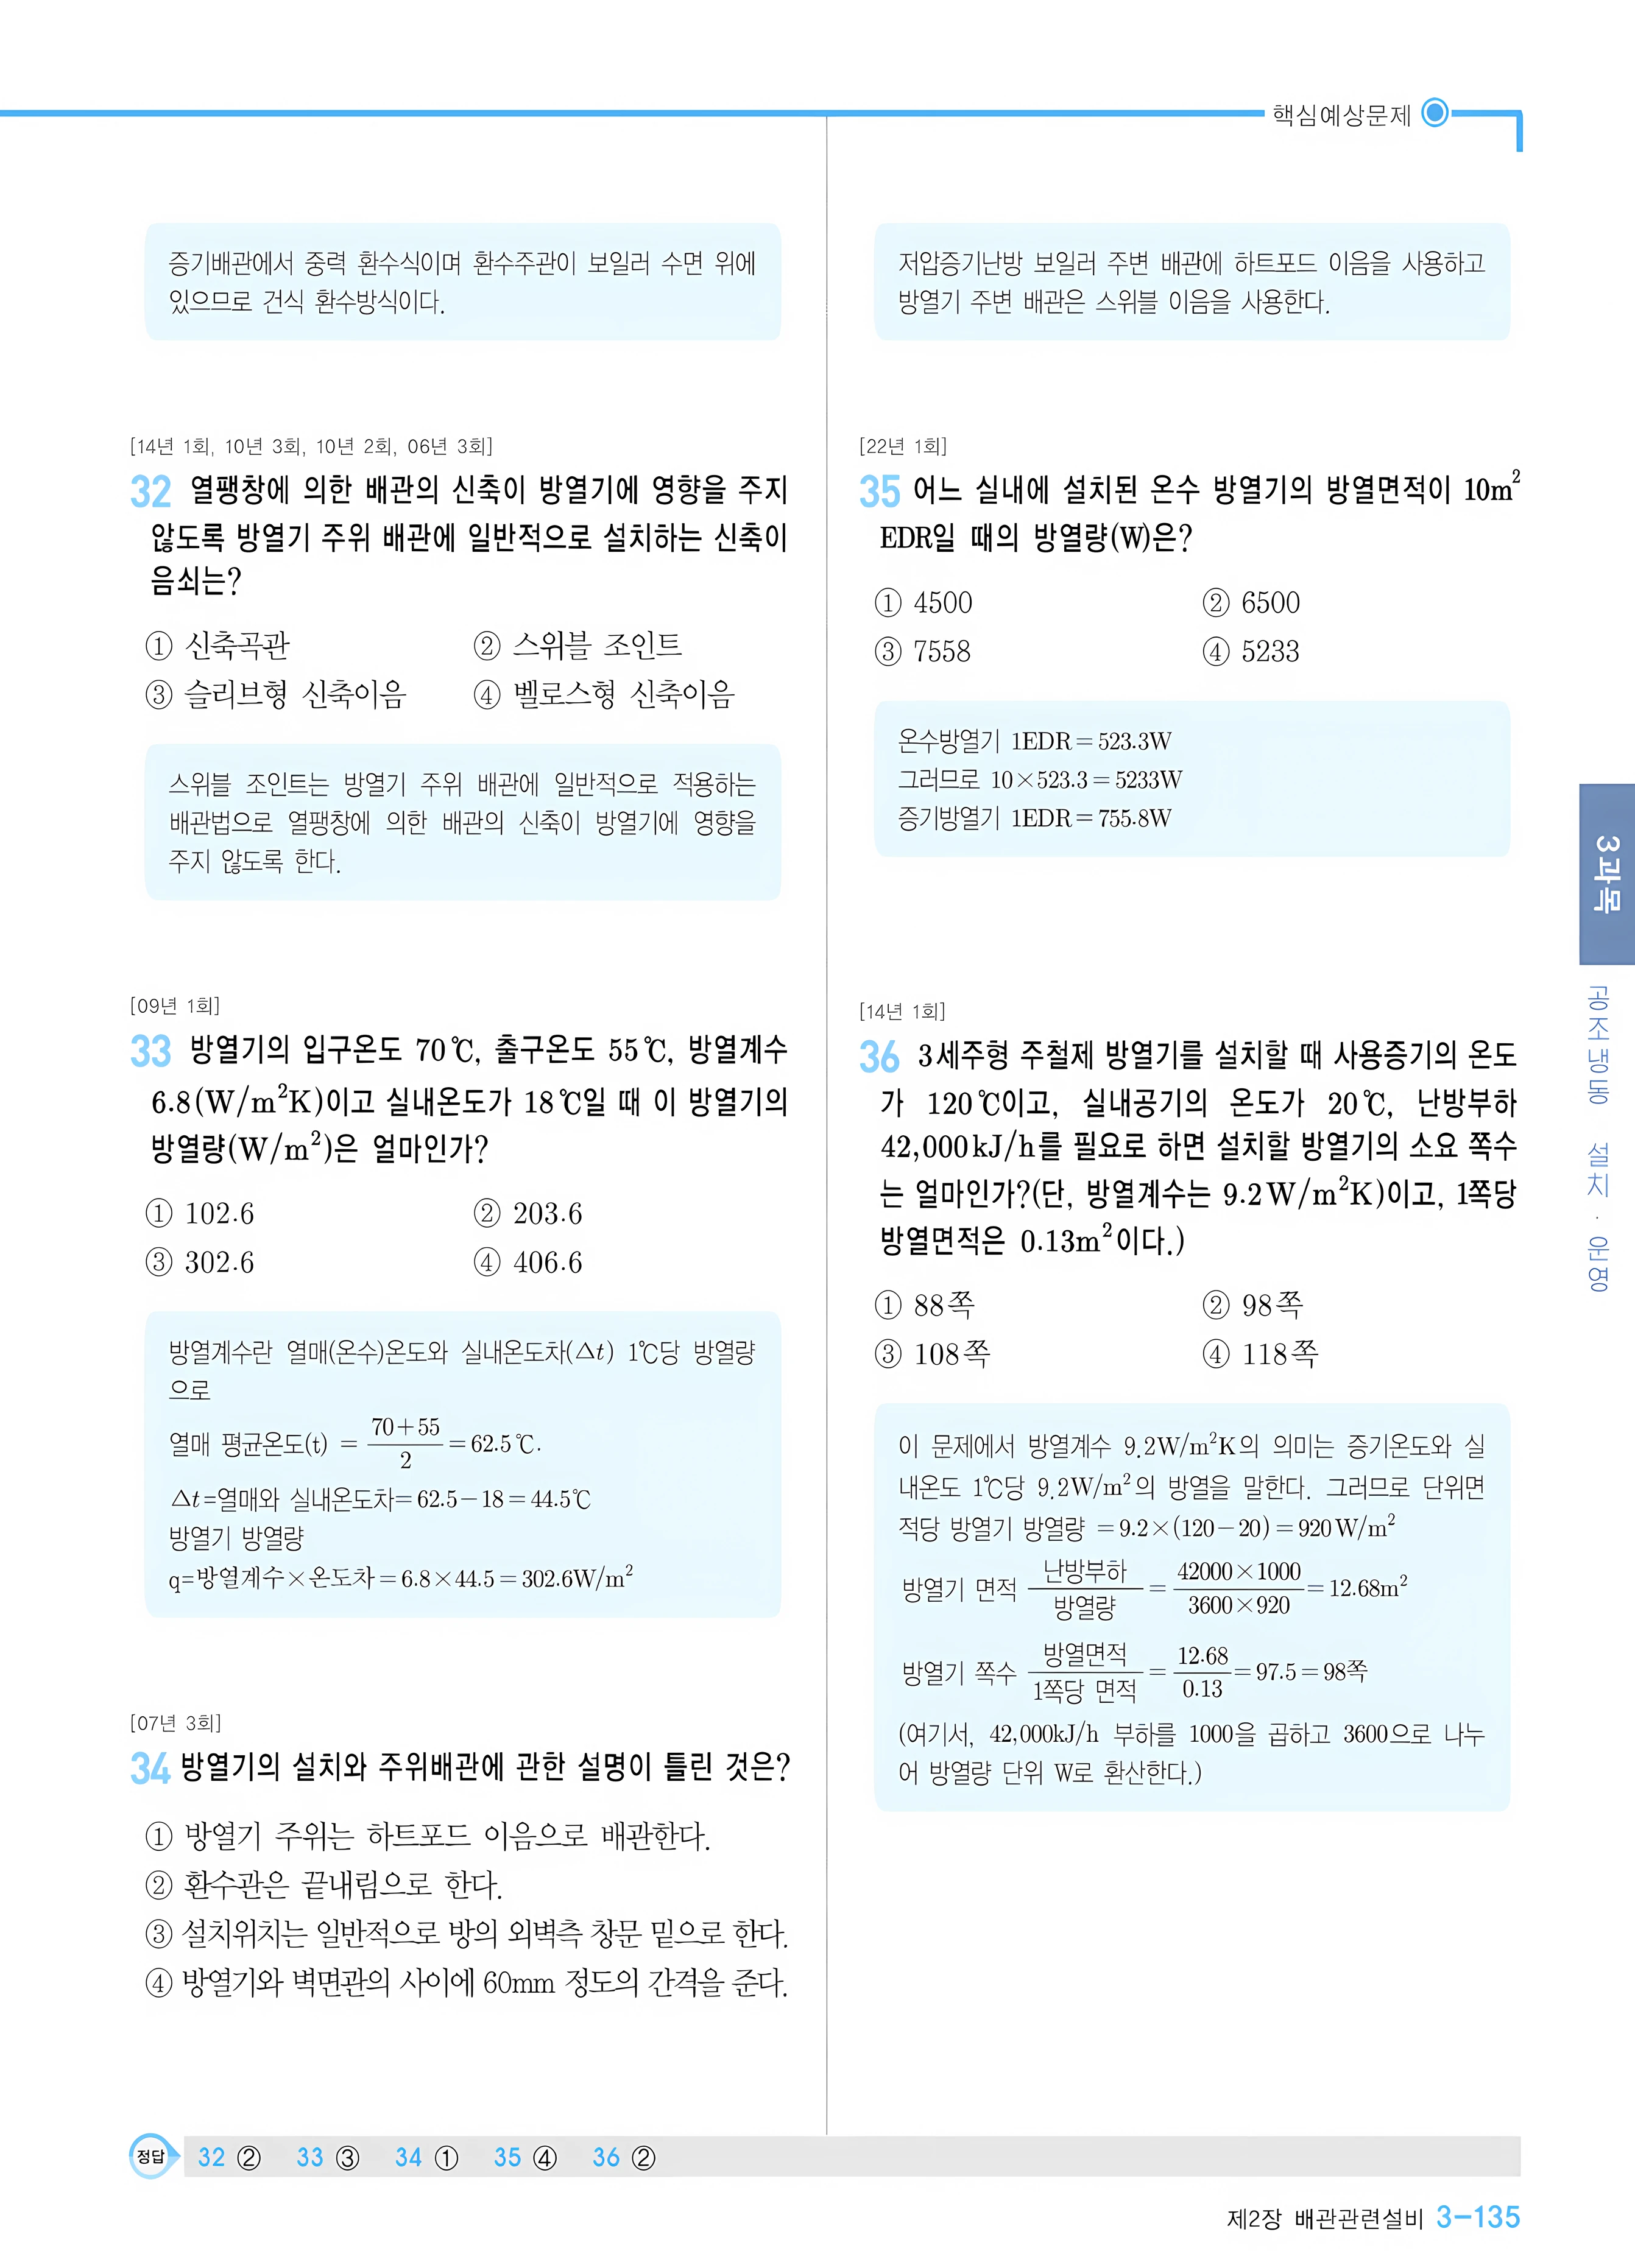 핵심예상문제
증기배관에서 중력 환수식이며 환수주관이 보일러 수면 위에
있으므로 건식 환수방식이다.
[14년 1회, 10년 3회, 10년 2회, 06년 3회]
32 열팽창에 의한 배관의 신축이 방열기에 영향을 주지
않도록 방열기 주위 배관에 일반적으로 설치하는 신축이
음쇠는?
① 신축곡관 ② 스위블 조인트
③ 슬리브형 신축이음 ④ 벨로스형 신축이음
스위블 조인트는 방열기 주위 배관에 일반적으로 적용하는
배관법으로 열팽창에 의한 배관의 신축이 방열기에 영향을
주지 않도록 한다.
[09년 1회]
33 방열기의 입구온도 70℃, 출구온도 55℃, 방열계수
6.8(W/m²K)이고 실내온도가 18℃일 때 이 방열기의
방열량(W/m²)은 얼마인가?
① 102.6 ② 203.6
③ 302.6 ④ 406.6
방열계수란 열매(온수)온도와 실내온도차(△t) 1℃당 방열량
으로
열매 평균온도(t) = (70+55)/2 = 62.5℃.
△t=열매와 실내온도차=62.5-18=44.5℃
방열기 방열량
q=방열계수×온도차=6.8×44.5=302.6W/m²
[07년 3회]
34 방열기의 설치와 주위배관에 관한 설명이 틀린 것은?
① 방열기 주위는 하트포드 이음으로 배관한다.
② 환수관은 끝내림으로 한다.
③ 설치위치는 일반적으로 방의 외벽측 창문 밑으로 한다.
④ 방열기와 벽면관의 사이에 60mm 정도의 간격을 준다.
저압증기난방 보일러 주변 배관에 하트포드 이음을 사용하고
방열기 주변 배관은 스위블 이음을 사용한다.
[22년 1회]
35 어느 실내에 설치된 온수 방열기의 방열면적이 10m²
EDR일 때의 방열량(W)은?
① 4500 ② 6500
③ 7558 ④ 5233
온수방열기 1EDR=523.3W
그러므로 10×523.3=5233W
증기방열기 1EDR=755.8W
[14년 1회]
36 3세주형 주철제 방열기를 설치할 때 사용증기의 온도
가 120℃이고, 실내공기의 온도가 20℃, 난방부하
42,000kJ/h를 필요로 하면 설치할 방열기의 소요 쪽수
는 얼마인가?(단, 방열계수는 9.2W/m²K)이고, 1쪽당
방열면적은 0.13m²이다.)
① 88쪽 ② 98쪽
③ 108쪽 ④ 118쪽
이 문제에서 방열계수 9.2W/m²K의 의미는 증기온도와 실
내온도 1℃당 9.2W/m²의 방열을 말한다. 그러므로 단위면
적당 방열기 방열량 =9.2×(120-20)=920W/m²
방열기 면적 난방부하/방열량 = (42000×1000)/(3600×920) = 12.68m²
방열기 쪽수 방열면적/1쪽당 면적 = 12.68/0.13 = 97.5=98쪽
(여기서, 42,000kJ/h 부하를 1000을 곱하고 3600으로 나누
어 방열량 단위 W로 환산한다.)
3과목
공조냉동 설치·운영
정답 32 ② 33 ③ 34 ① 35 ④ 36 ②
제2장 배관관련설비 3-135